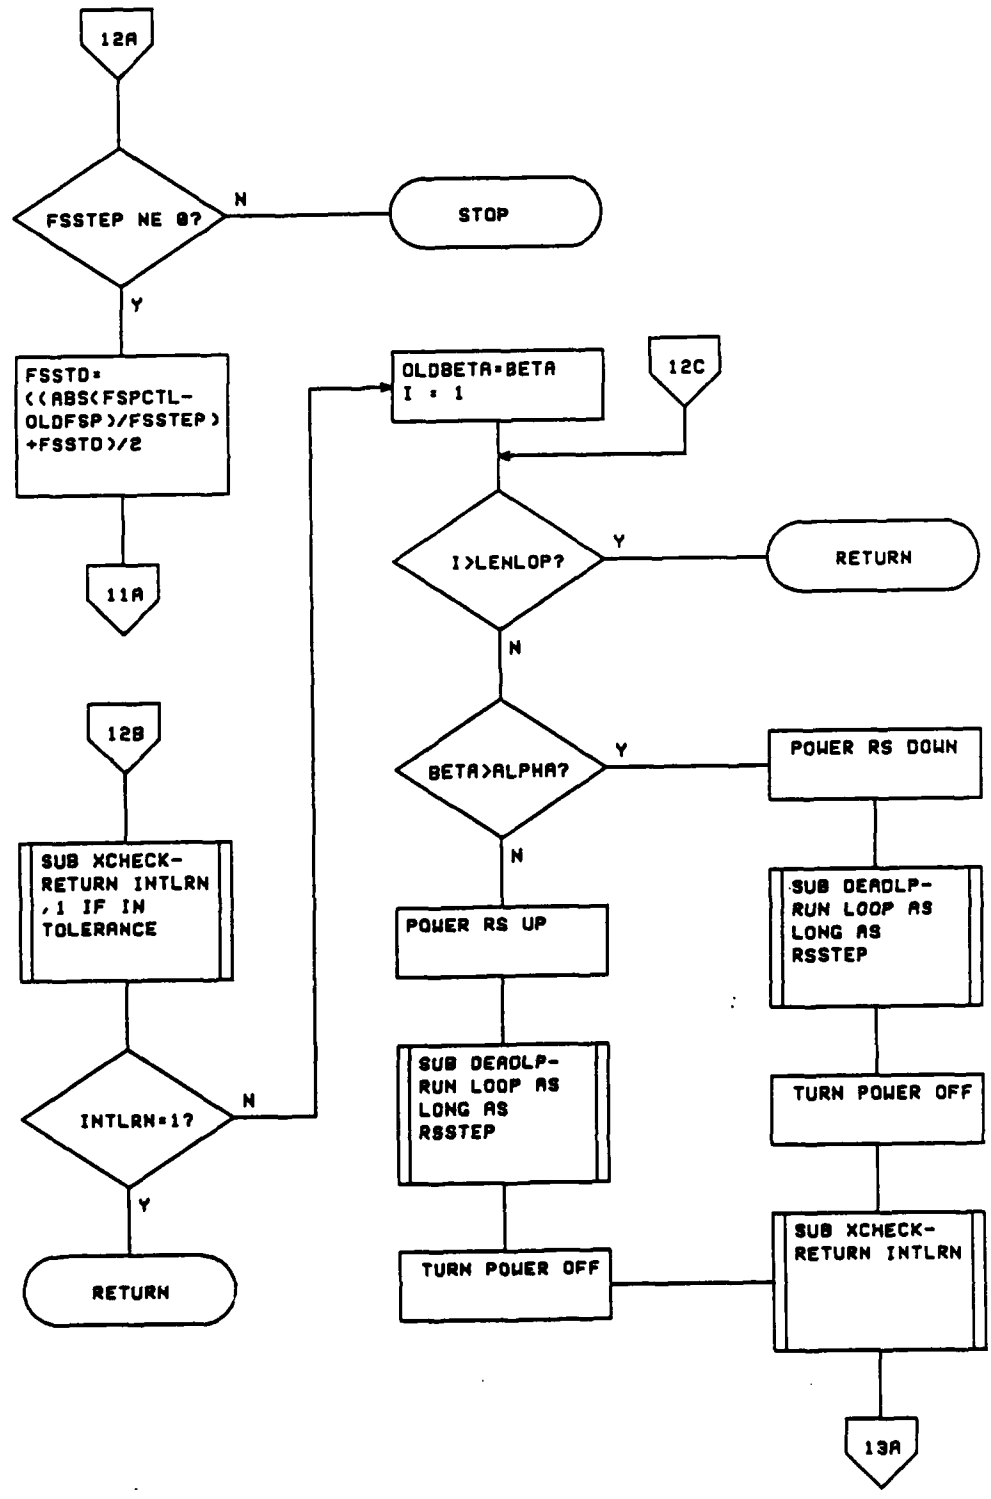 12A
FSSTEP NE 0?
N
STOP
Y
FSSTD=
((ABS(FSPCTL-
OLDFSP)/FSSTEP)
+FSSTD)/2
11A
12B
SUB XCHECK-
RETURN INTLRN
,1 IF IN
TOLERANCE
INTLRN=1?
N
Y
RETURN
OLDBETA=BETA
I = 1
12C
I>LENLOP?
Y
RETURN
N
BETA>ALPHA?
Y
POWER RS DOWN
N
POWER RS UP
SUB DEADLP-
RUN LOOP AS
LONG AS
RSSTEP
SUB DEADLP-
RUN LOOP AS
LONG AS
RSSTEP
TURN POWER OFF
TURN POWER OFF
SUB XCHECK-
RETURN INTLRN
13A